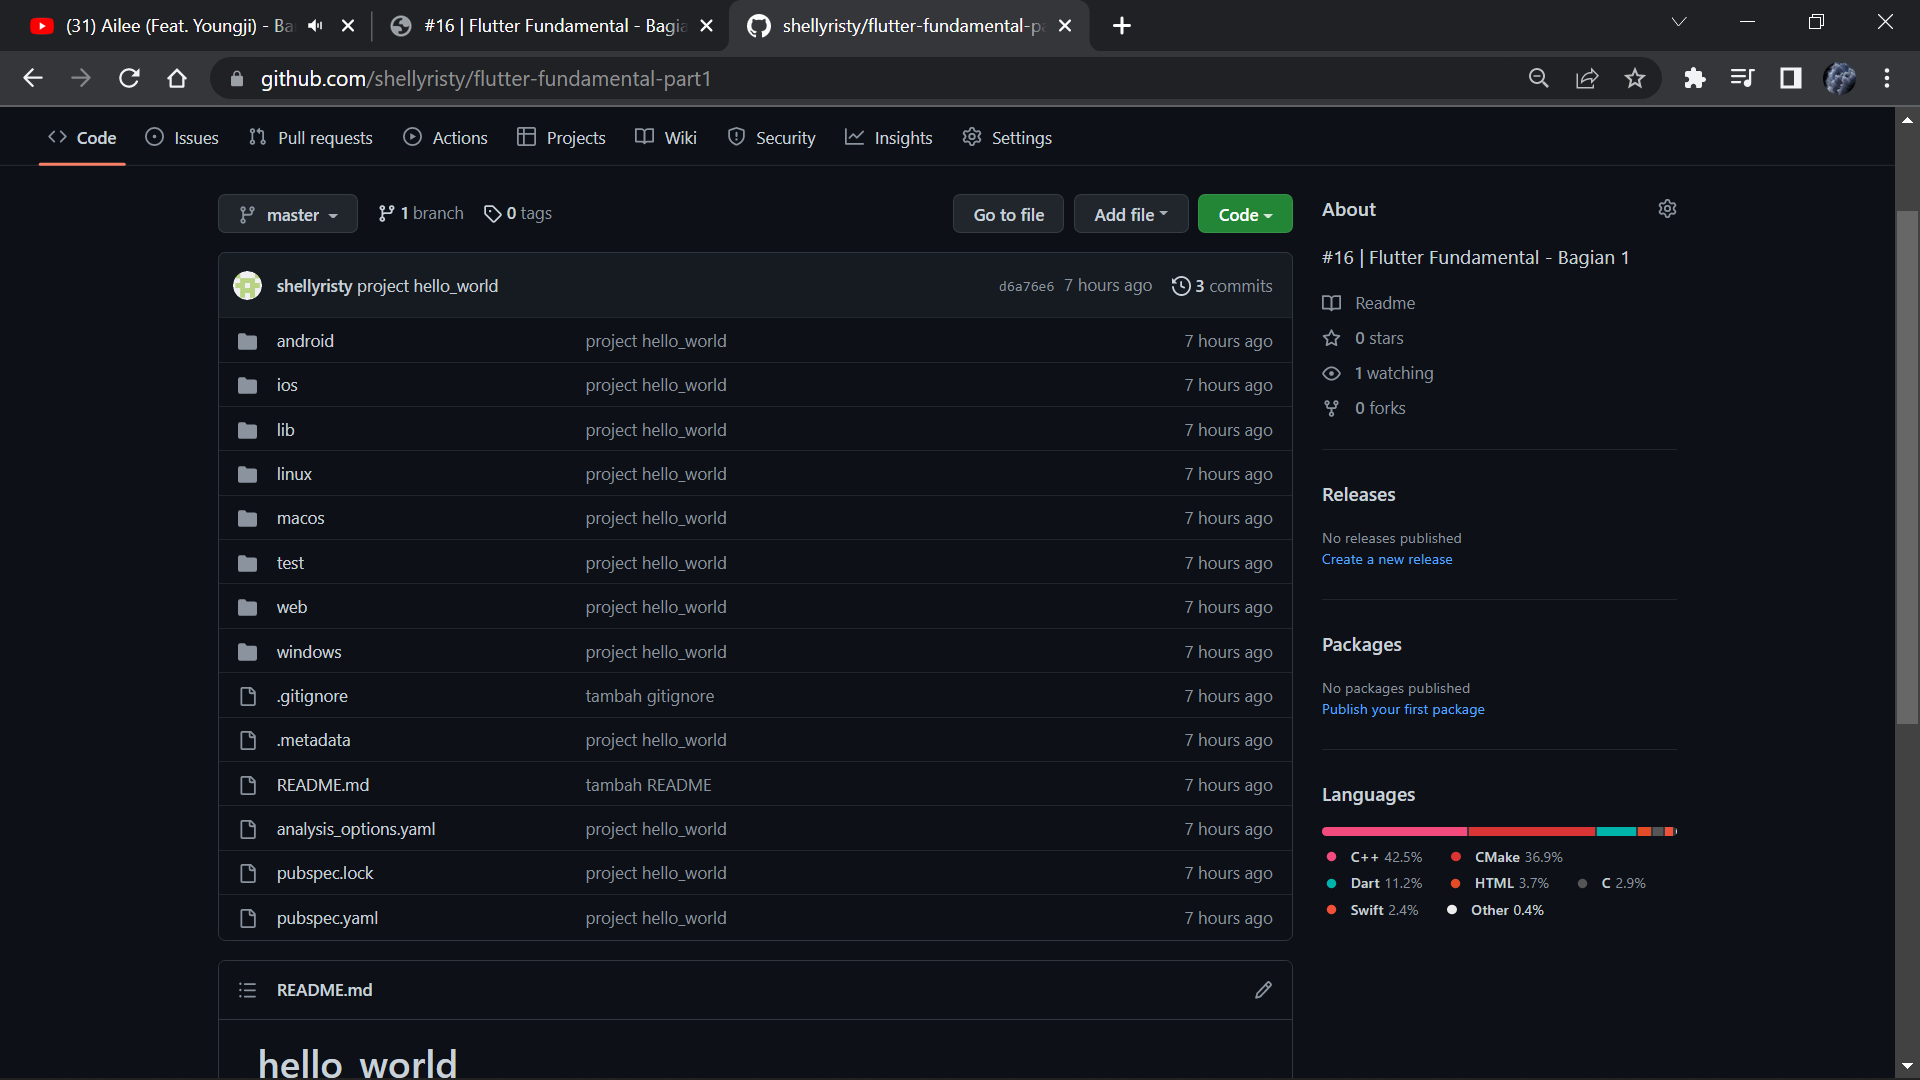 (31) Ailee (Feat. Youngji) - Ba
#16 | Flutter Fundamental - Bagia
shellyristy/flutter-fundamental-pa
github.com/shellyristy/flutter-fundamental-part1
Code Issues Pull requests Actions Projects Wiki Security Insights Settings
master 1 branch 0 tags Go to file Add file Code
shellyristy project hello_world d6a76e6 7 hours ago 3 commits
android project hello_world 7 hours ago
ios project hello_world 7 hours ago
lib project hello_world 7 hours ago
linux project hello_world 7 hours ago
macos project hello_world 7 hours ago
test project hello_world 7 hours ago
web project hello_world 7 hours ago
windows project hello_world 7 hours ago
.gitignore tambah gitignore 7 hours ago
.metadata project hello_world 7 hours ago
README.md tambah README 7 hours ago
analysis_options.yaml project hello_world 7 hours ago
pubspec.lock project hello_world 7 hours ago
pubspec.yaml project hello_world 7 hours ago
README.md
hello_world
About
#16 | Flutter Fundamental - Bagian 1
Readme
0 stars
1 watching
0 forks
Releases
No releases published
Create a new release
Packages
No packages published
Publish your first package
Languages
C++ 42.5% CMake 36.9%
Dart 11.2% HTML 3.7% C 2.9%
Swift 2.4% Other 0.4%